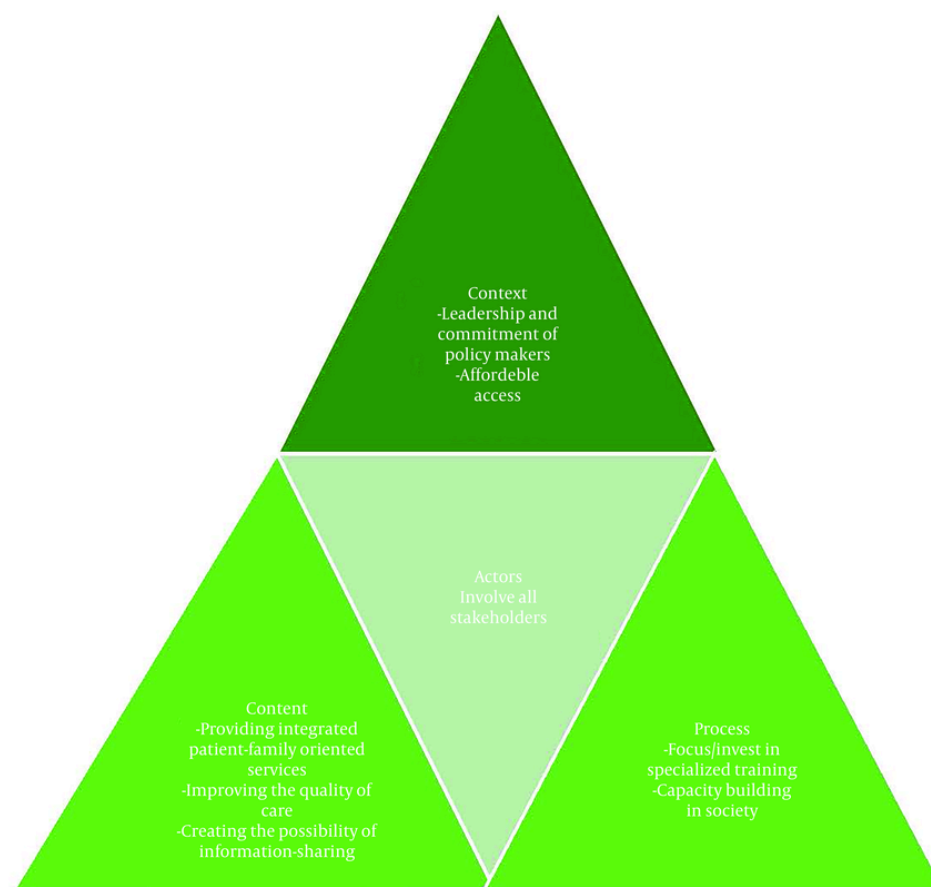 Context
-Leadership and
commitment of
policy makers
-Affordeble
access
Actors
Involve all
stakeholders
Content
-Providing integrated
patient-family oriented
services
-Improving the quality of
care
-Creating the possibility of
information-sharing
Process
-Focus/invest in
specialized training
-Capacity building
in society